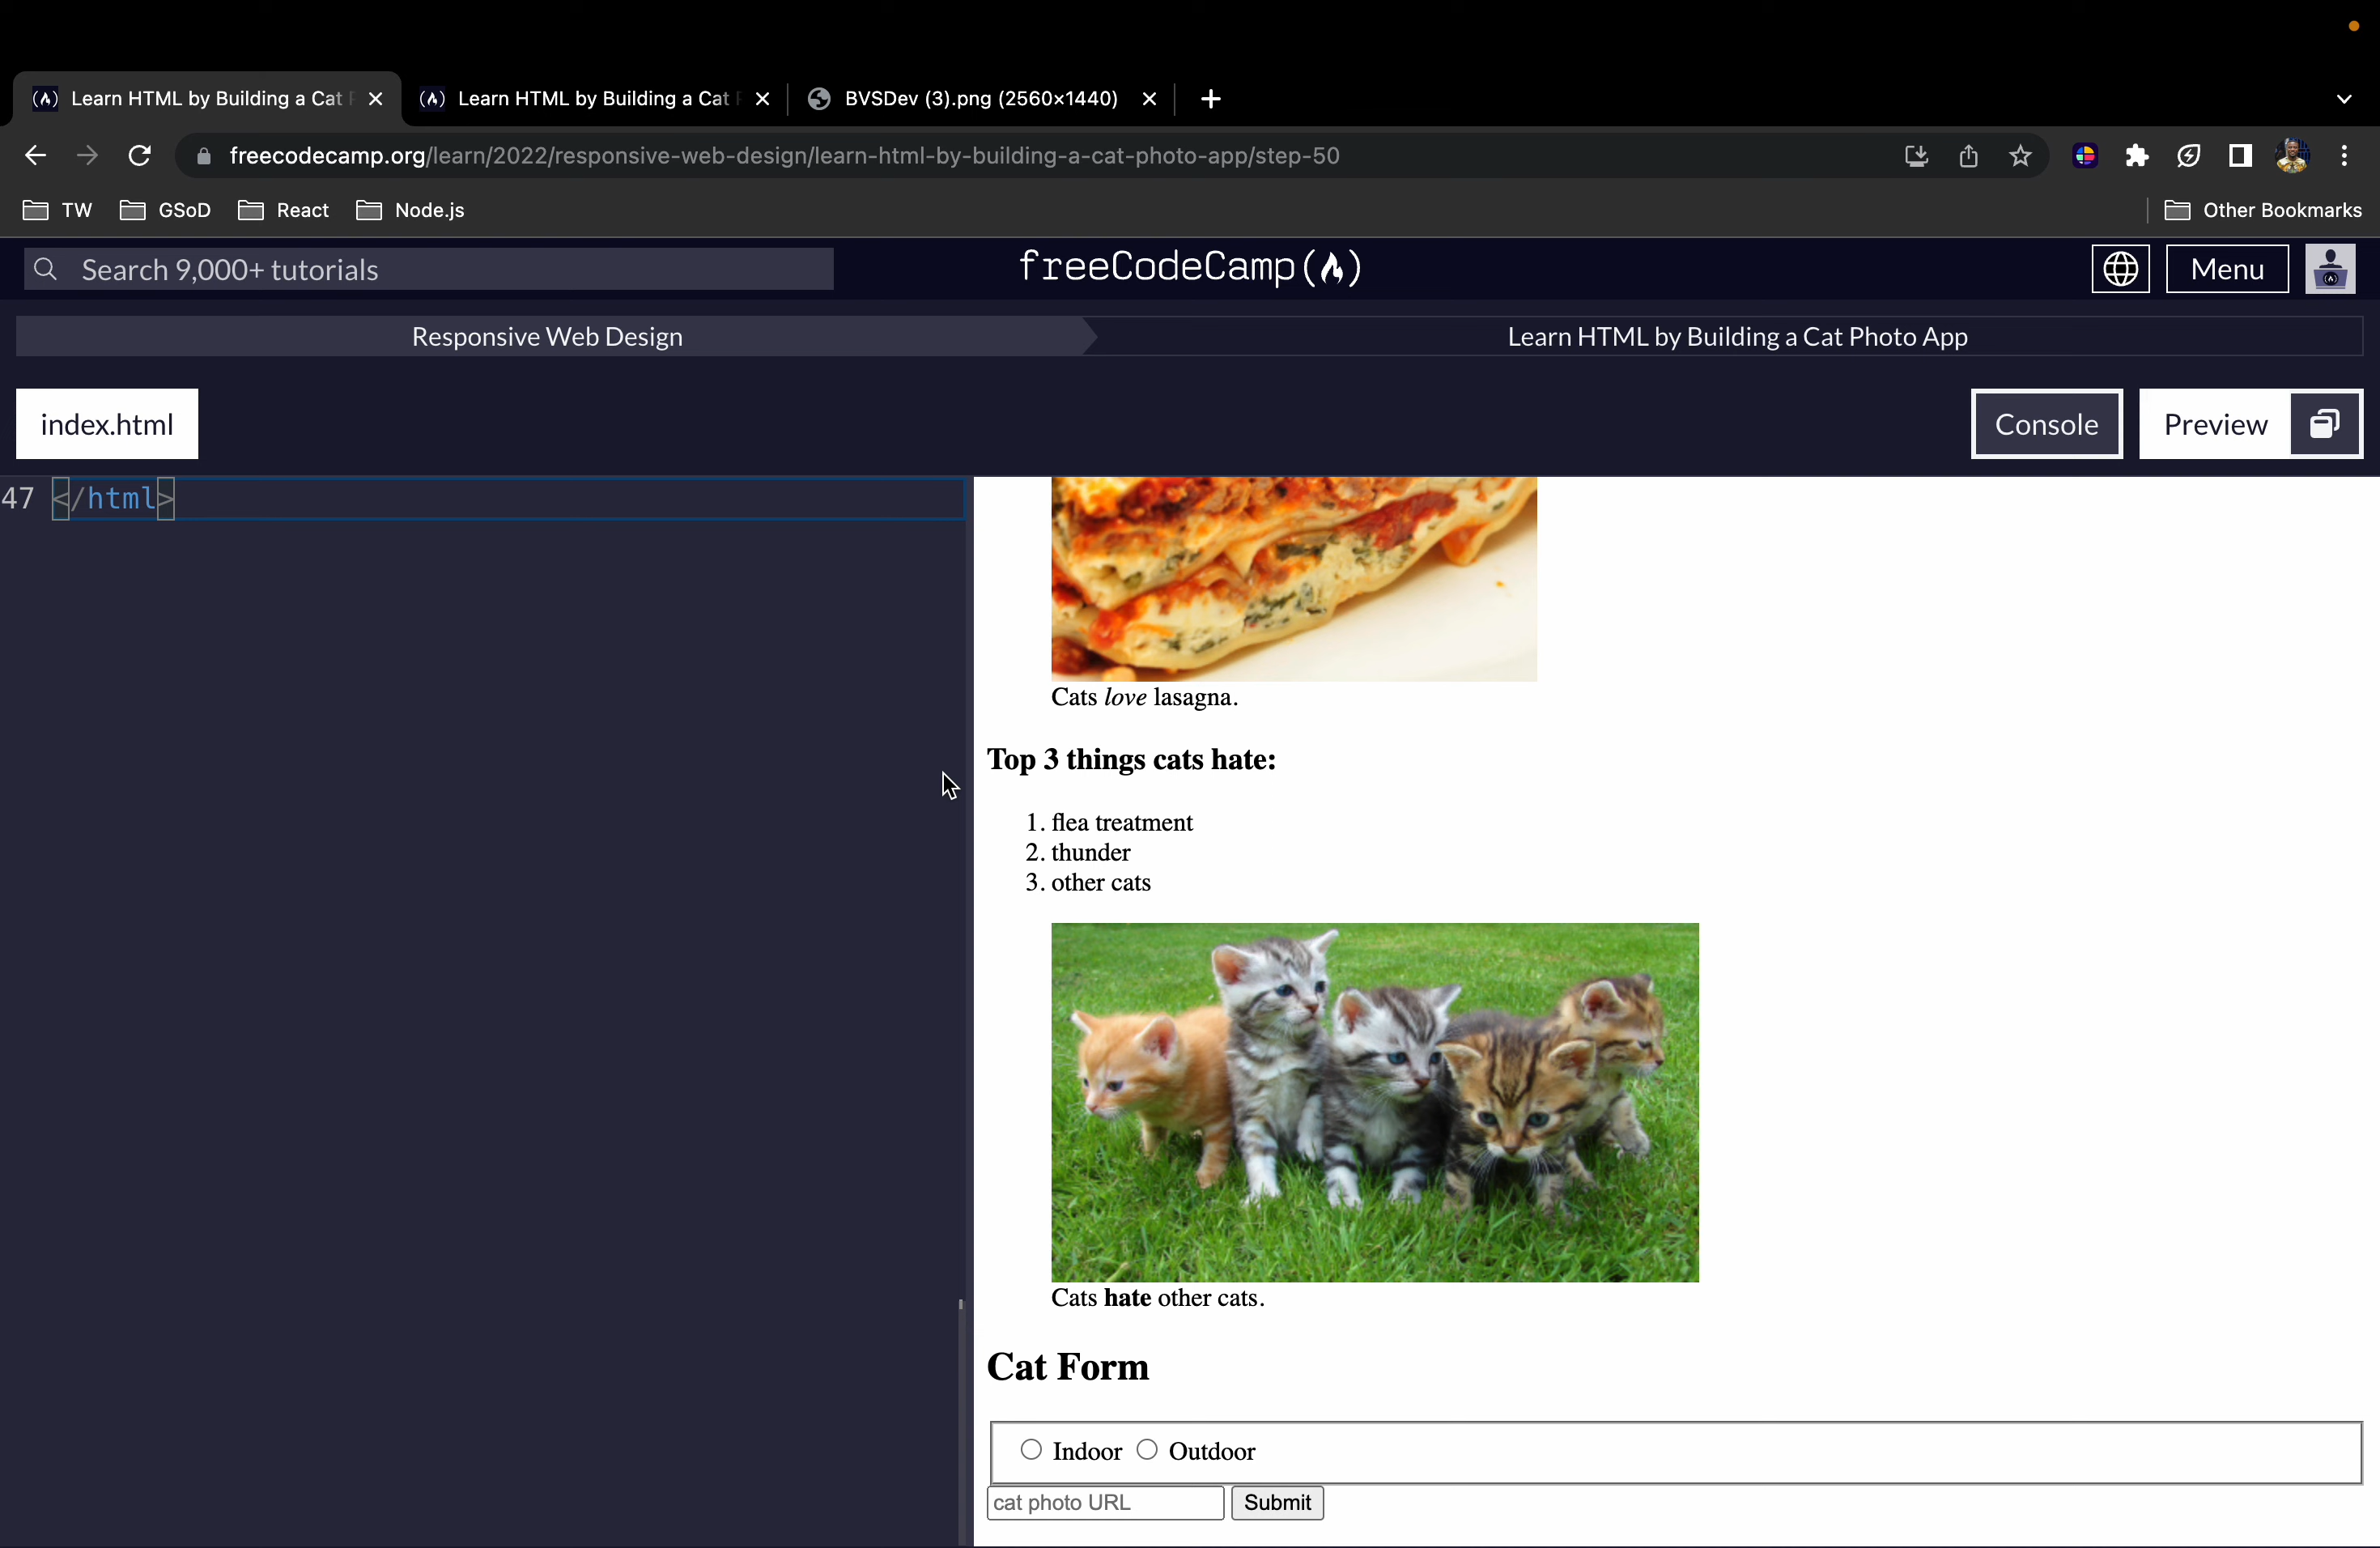 Learn HTML by Building a Cat
Learn HTML by Building a Cat
BVSDev (3).png (2560×1440)
freecodecamp.org/learn/2022/responsive-web-design/learn-html-by-building-a-cat-photo-app/step-50
TW GSoD React Node.js Other Bookmarks
Search 9,000+ tutorials
freeCodeCamp
Menu
Responsive Web Design
Learn HTML by Building a Cat Photo App
index.html
Console
Preview
47 </html>
Cats love lasagna.
Top 3 things cats hate:
1. flea treatment
2. thunder
3. other cats
Cats hate other cats.
Cat Form
Indoor Outdoor
cat photo URL Submit